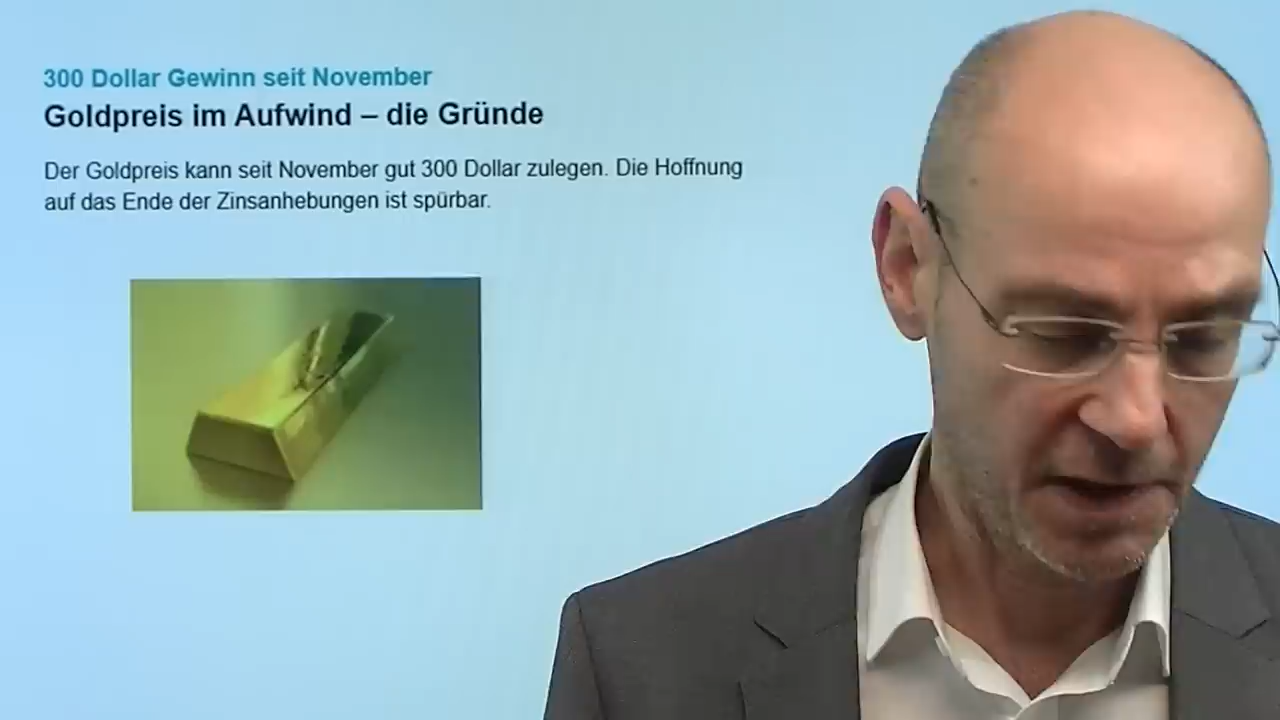 300 Dollar Gewinn seit November
Goldpreis im Aufwind – die Gründe
Der Goldpreis kann seit November gut 300 Dollar zulegen. Die Hoffnung
auf das Ende der Zinsanhebungen ist spürbar.